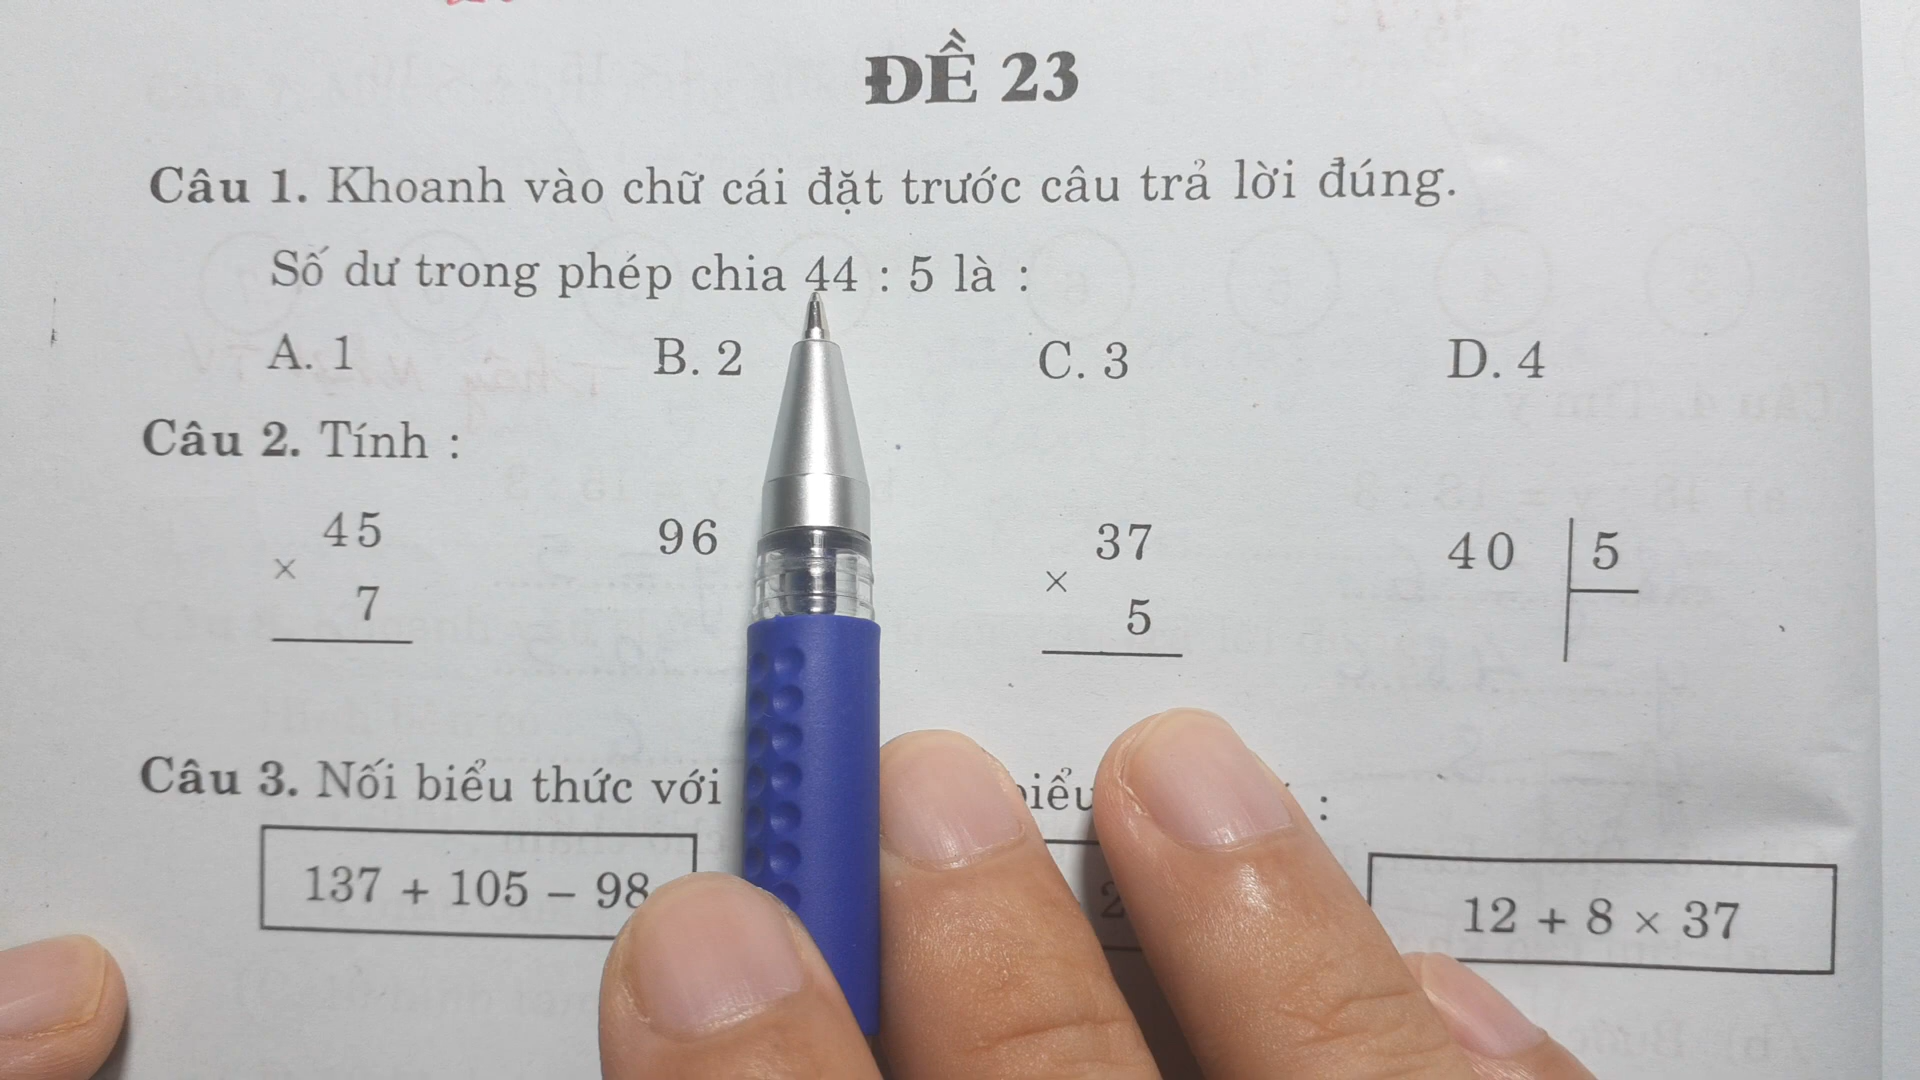 ĐỀ 23
Câu 1. Khoanh vào chữ cái đặt trước câu trả lời đúng.
Số dư trong phép chia 44 : 5 là :
A. 1 B. 2 C. 3 D. 4
Câu 2. Tính :
45 96 37 40 5
× ×
7 5
Câu 3. Nối biểu thức với :
137 + 105 – 98 12 + 8 × 37